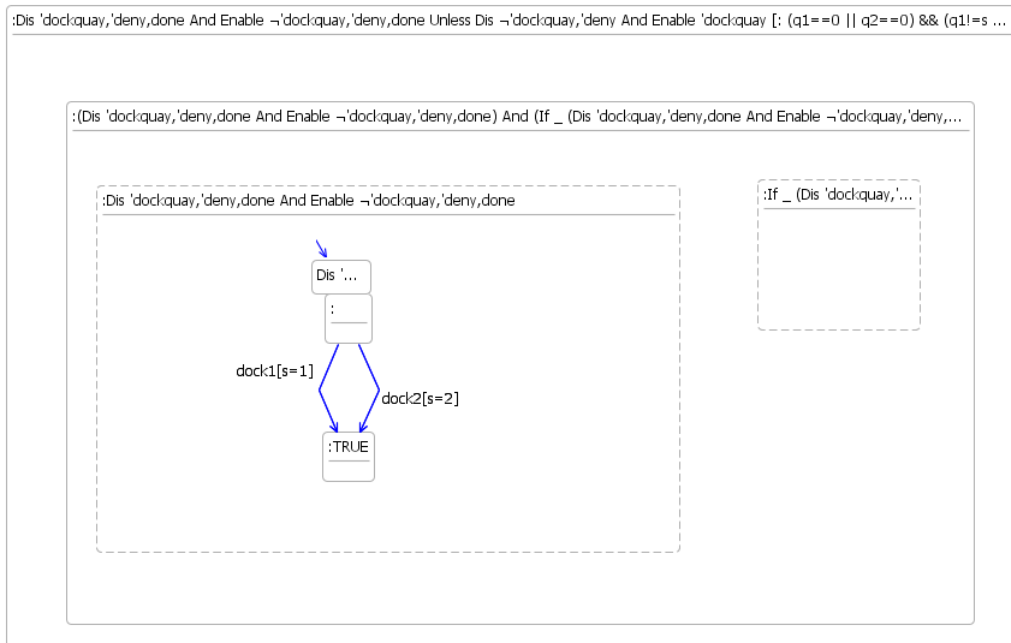 :Dis 'dockquay,'deny,done And Enable ¬'dockquay,'deny,done Unless Dis ¬'dockquay,'deny And Enable 'dockquay [: (q1==0 || q2==0) && (q1!=s ...
:(Dis 'dockquay,'deny,done And Enable ¬'dockquay,'deny,done) And (If _ (Dis 'dockquay,'deny,done And Enable ¬'dockquay,'deny,...
:Dis 'dockquay,'deny,done And Enable ¬'dockquay,'deny,done
:If _ (Dis 'dockquay,'...
Dis '...
:
dock1[s=1]
dock2[s=2]
:TRUE